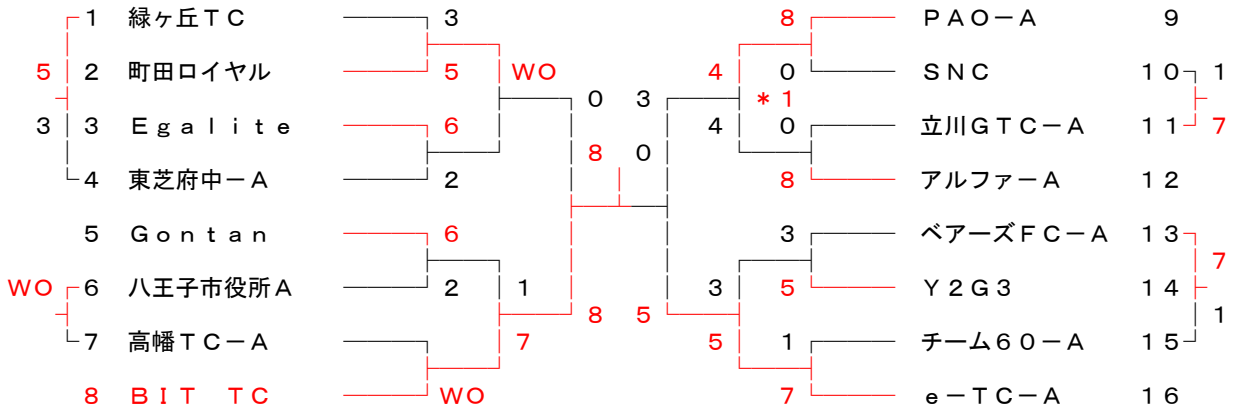 1 緑ヶ丘TC 3 8 PAO-A 9
5 2 町田ロイヤル 5 WO 4 0 SNC 10 1
0 3 *1
3 3 Egalite 6 4 0 立川GTC-A 11 7
8 0
4 東芝府中-A 2 8 アルファ-A 12
5 Gontan 6 3 ベアーズFC-A 13
7
WO 6 八王子市役所A 2 1 3 5 Y2G3 14
8 5 1
7 高幡TC-A 7 5 1 チーム60-A 15
8 BIT TC WO 7 e-TC-A 16